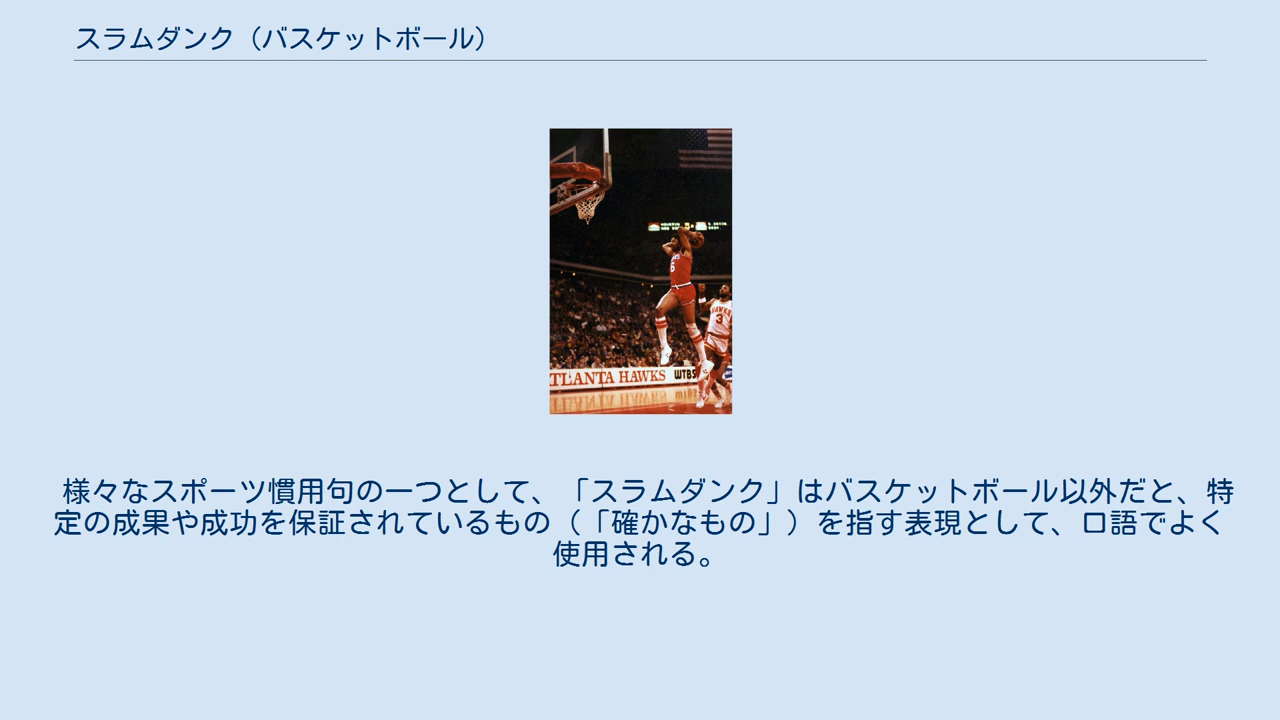 スラムダンク（バスケットボール）
6
HAWKS
3
ATLANTA HAWKS WTBS
様々なスポーツ慣用句の一つとして、「スラムダンク」はバスケットボール以外だと、特
定の成果や成功を保証されているもの（「確かなもの」）を指す表現として、口語でよく
使用される。